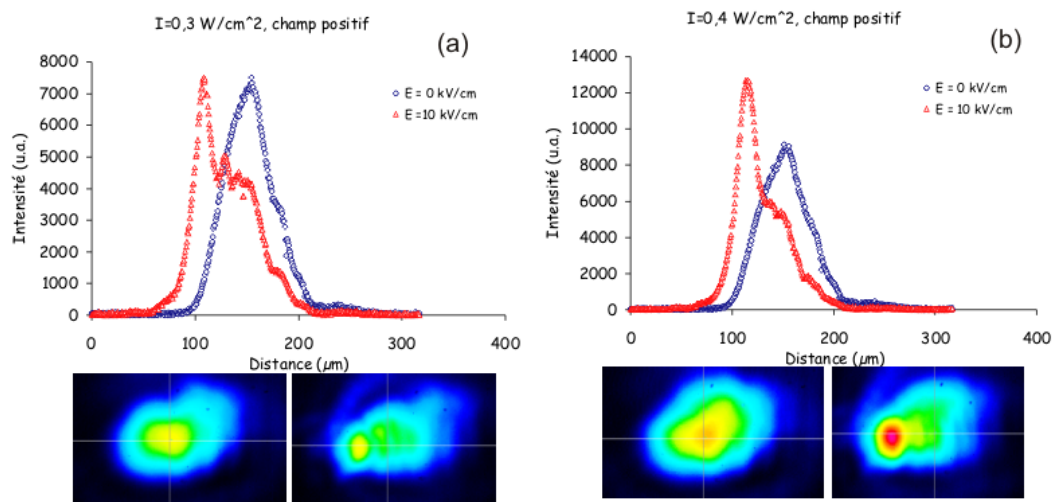 I=0,3 W/cm^2, champ positif
(a)
Intensité (u.a.)
8000
7000
6000
5000
4000
3000
2000
1000
0
E = 0 kV/cm
E =10 kV/cm
0 100 200 300 400
Distance (µm)
I=0,4 W/cm^2, champ positif
(b)
Intensité (u.a.)
14000
12000
10000
8000
6000
4000
2000
0
E = 0 kV/cm
E = 10 kV/cm
0 100 200 300 400
Distance (µm)